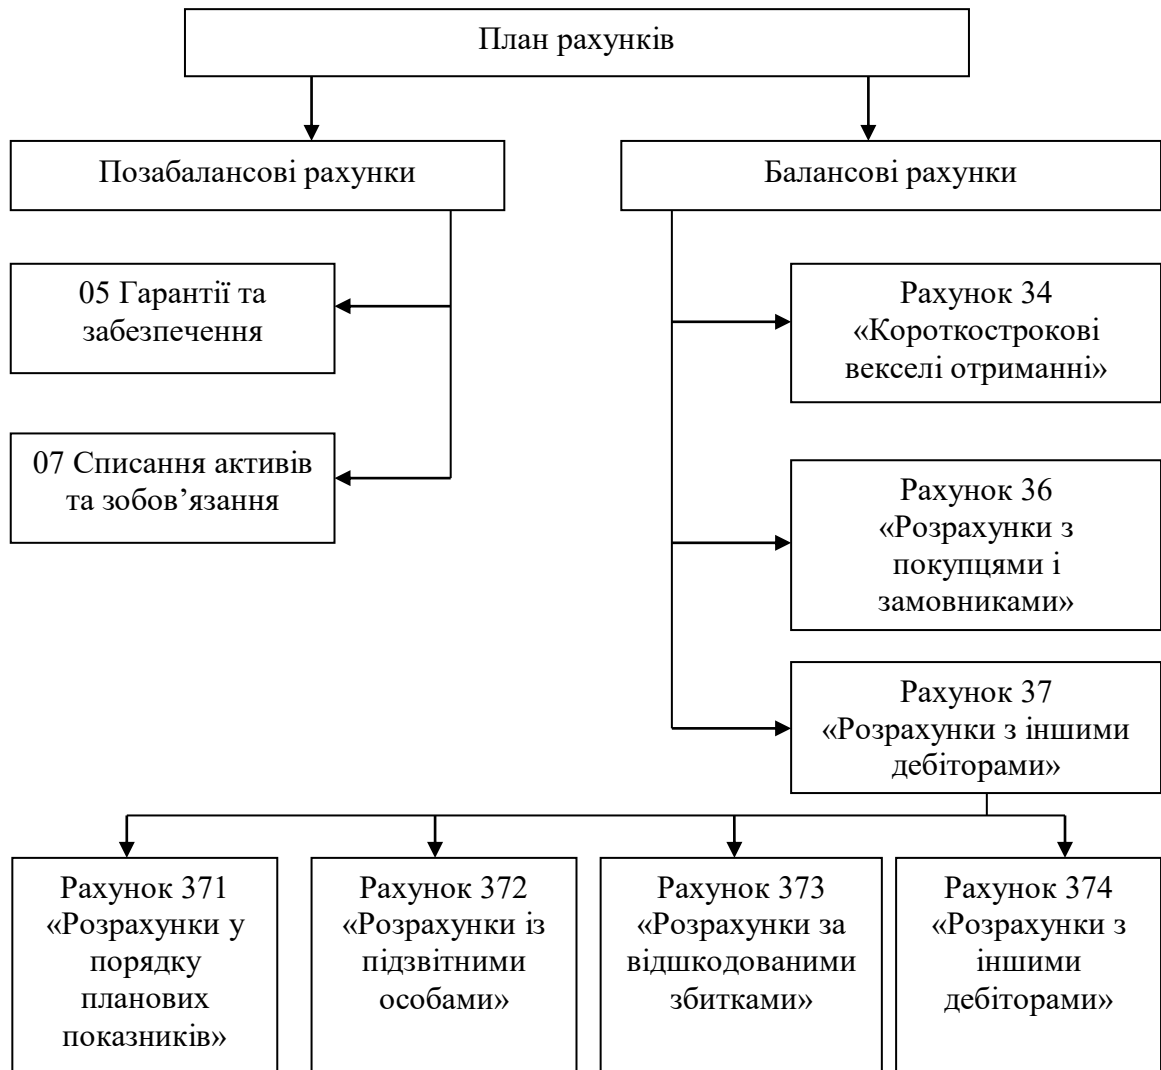 План рахунків
Позабалансові рахунки
Балансові рахунки
05 Гарантії та
забезпечення
07 Списання активів
та зобов’язання
Рахунок 34
«Короткострокові
векселі отриманні»
Рахунок 36
«Розрахунки з
покупцями і
замовниками»
Рахунок 37
«Розрахунки з іншими
дебіторами»
Рахунок 371
«Розрахунки у
порядку
планових
показників»
Рахунок 372
«Розрахунки із
підзвітними
особами»
Рахунок 373
«Розрахунки за
відшкодованими
збитками»
Рахунок 374
«Розрахунки з
іншими
дебіторами»